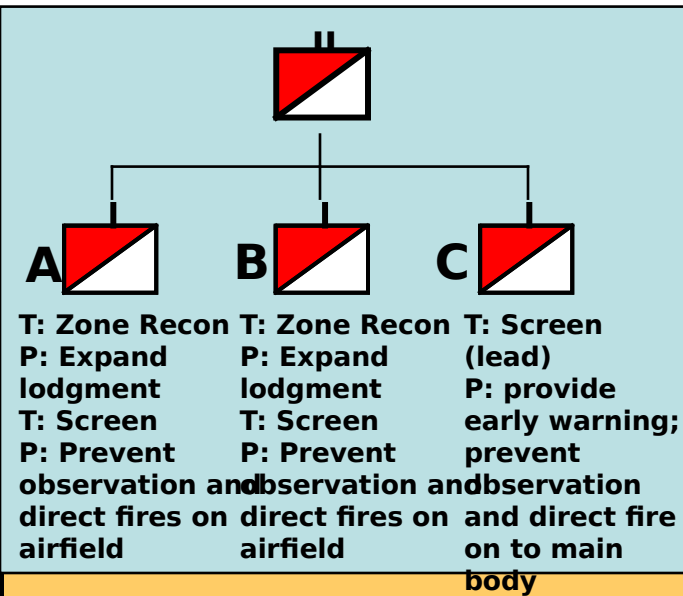 A
T: Zone Recon
P: Expand
lodgment
T: Screen
P: Prevent
observation and
direct fires on
airfield
B
T: Zone Recon
P: Expand
lodgment
T: Screen
P: Prevent
observation and
direct fires on
airfield
C
T: Screen
(lead)
P: provide
early warning;
prevent
observation
and direct fire
on to main
body